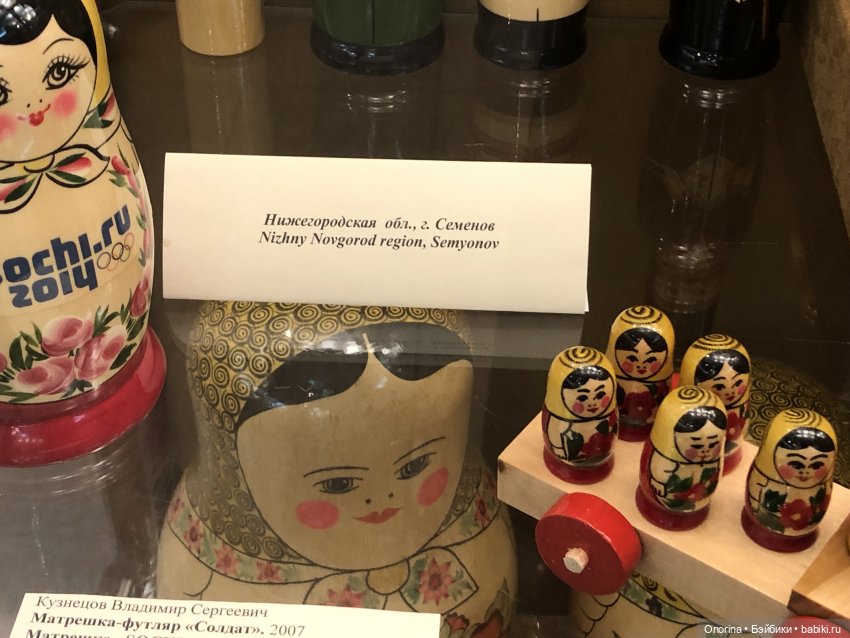 Нижегородская обл., г. Семенов
Nizhny Novgorod region, Semyonov
sochi.ru
2014
Кузнецов Владимир Сергеевич
Матрешка-футляр «Солдат». 2007
Onorina • Бэйбики • babiki.ru